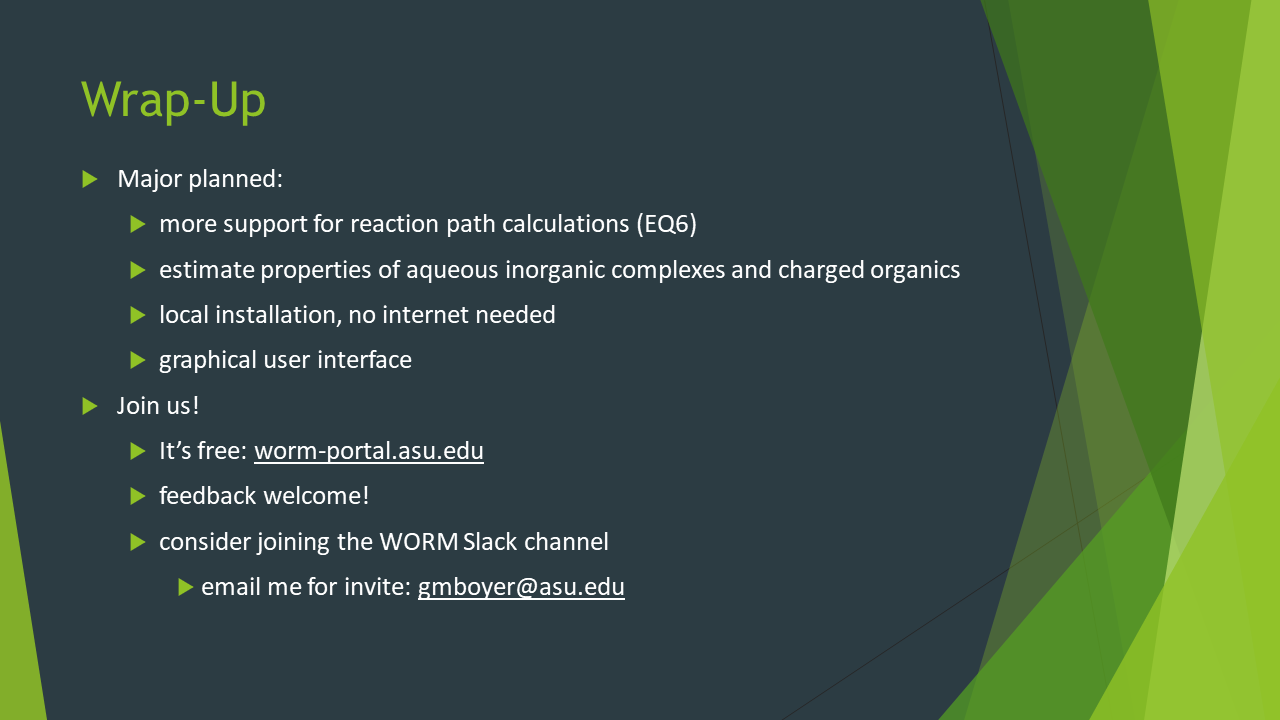 Wrap-Up
Major planned:
more support for reaction path calculations (EQ6)
estimate properties of aqueous inorganic complexes and charged organics
local installation, no internet needed
graphical user interface
Join us!
It’s free: worm-portal.asu.edu
feedback welcome!
consider joining the WORM Slack channel
email me for invite: gmboyer@asu.edu